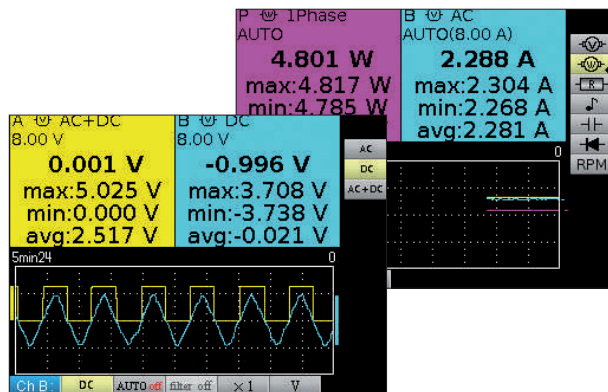 P 1Phase
AUTO
4.801 W
max:4.817 W
min:4.785 W
B AC
AUTO(8.00 A)
2.288 A
max:2.304 A
min:2.268 A
avg:2.281 A
0
V
W
R
RPM
A AC+DC
8.00 V
0.001 V
max:5.025 V
min:0.000 V
avg:2.517 V
B DC
8.00 V
-0.996 V
max:3.708 V
min:-3.738 V
avg:-0.021 V
AC
DC
AC+DC
5min24
0
Ch B:
DC
AUTO off
filter off
×1
V